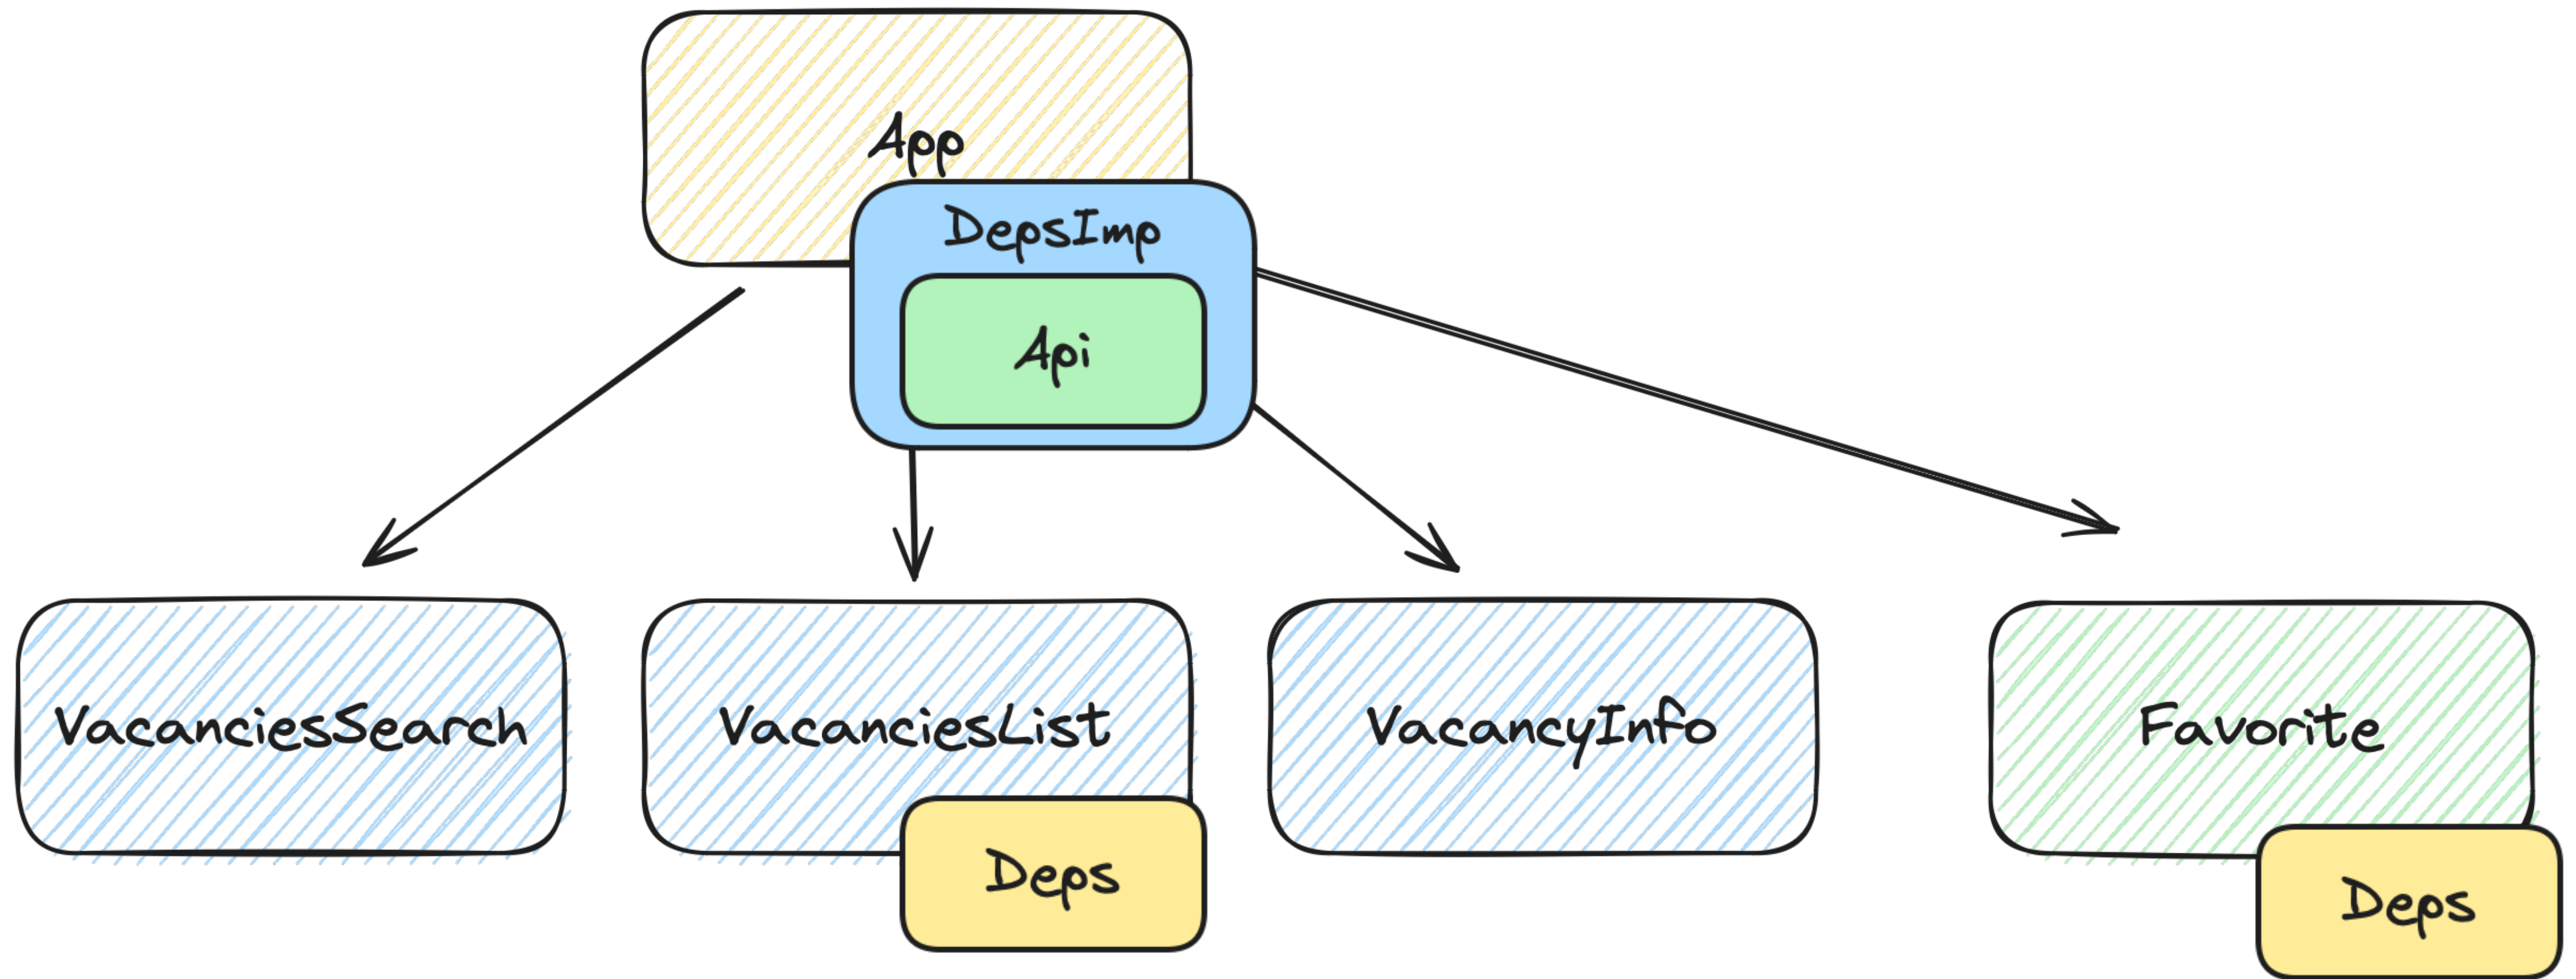 App
DepsImp
Api
VacanciesSearch
VacanciesList
VacancyInfo
Favorite
Deps
Deps